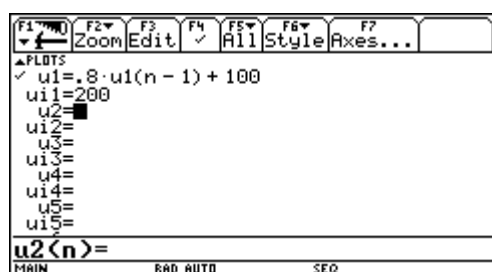 F1 F2 Zoom F3 Edit F4 ✓ F5 All F6 Style F7 Axes...
PLOTS
✓ u1=.8·u1(n - 1) + 100
ui1=200
u2=
ui2=
u3=
ui3=
u4=
ui4=
u5=
ui5=
u2(n)=
MAIN RAD AUTO SEQ